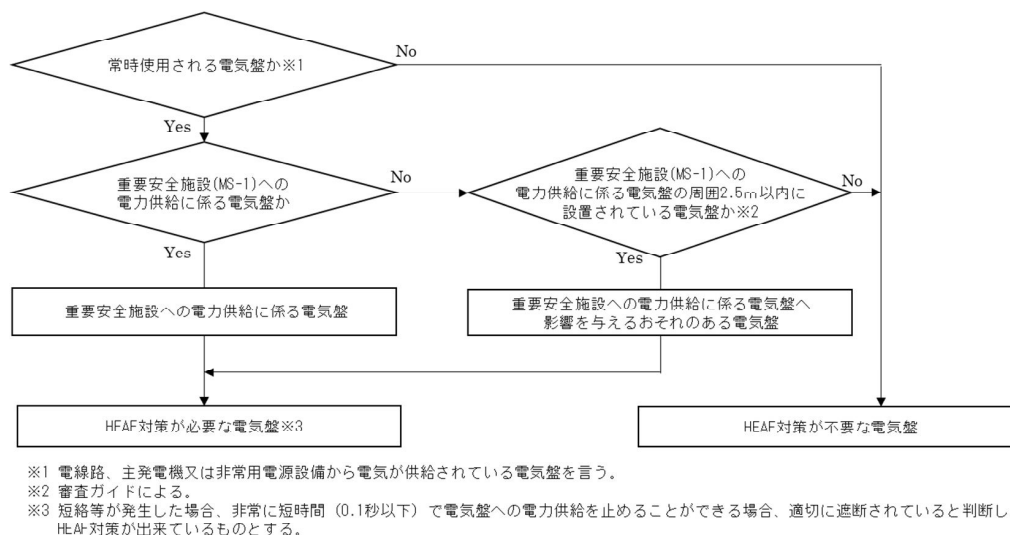 常時使用される電気盤か※1
No
Yes
重要安全施設(MS-1)への
電力供給に係る電気盤か
No
重要安全施設(MS-1)への
電力供給に係る電気盤の周囲2.5m以内に
設置されている電気盤か※2
No
Yes
Yes
重要安全施設への電力供給に係る電気盤
重要安全施設への電力供給に係る電気盤へ
影響を与えるおそれのある電気盤
HEAF対策が必要な電気盤※3
HEAF対策が不要な電気盤
※1 電線路、主発電機又は非常用電源設備から電気が供給されている電気盤を言う。
※2 審査ガイドによる。
※3 短絡等が発生した場合、非常に短時間（0.1秒以下）で電気盤への電力供給を止めることができる場合、適切に遮断されていると判断し
HEAF対策が出来ているものとする。